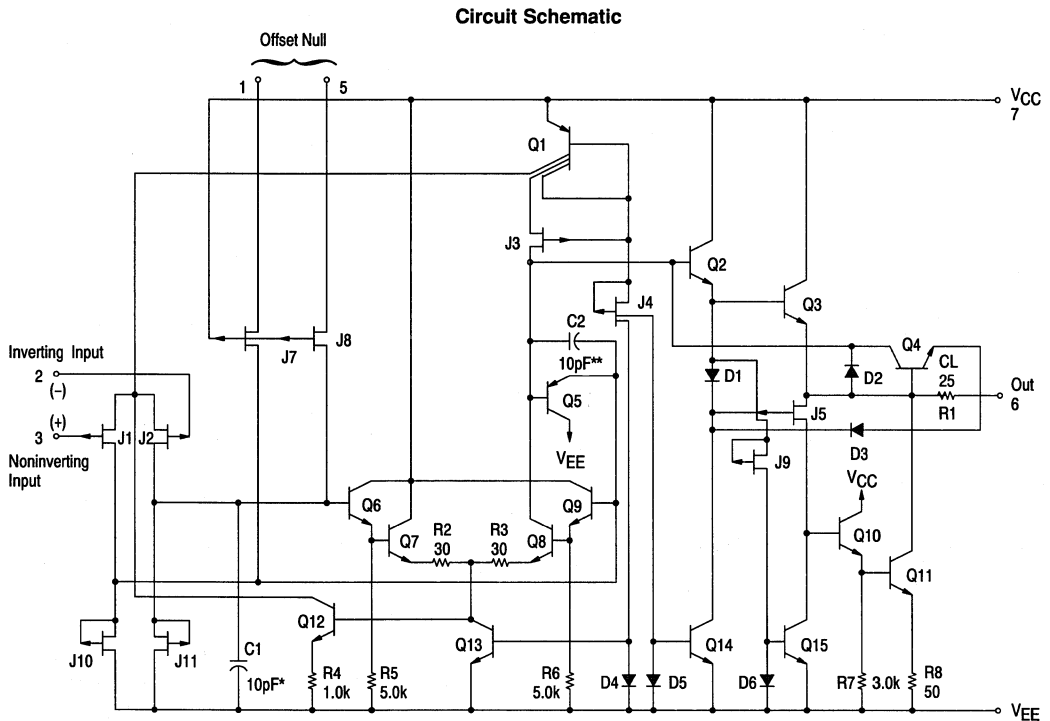 Circuit Schematic
Offset Null
1
5
VCC
7
Q1
J3
Q2
Q3
J4
J7
J8
C2
10pF**
Q4
CL
25
R1
Out
6
D1
D2
D3
J5
J9
Q5
VEE
Inverting Input
2
(–)
(+)
3
J1
J2
Noninverting
Input
VCC
Q6
Q7
R2
30
R3
30
Q8
Q9
Q10
Q11
Q12
Q13
Q14
Q15
J10
J11
C1
10pF*
R4
1.0k
R5
5.0k
R6
5.0k
D4
D5
D6
R7
3.0k
R8
50
VEE